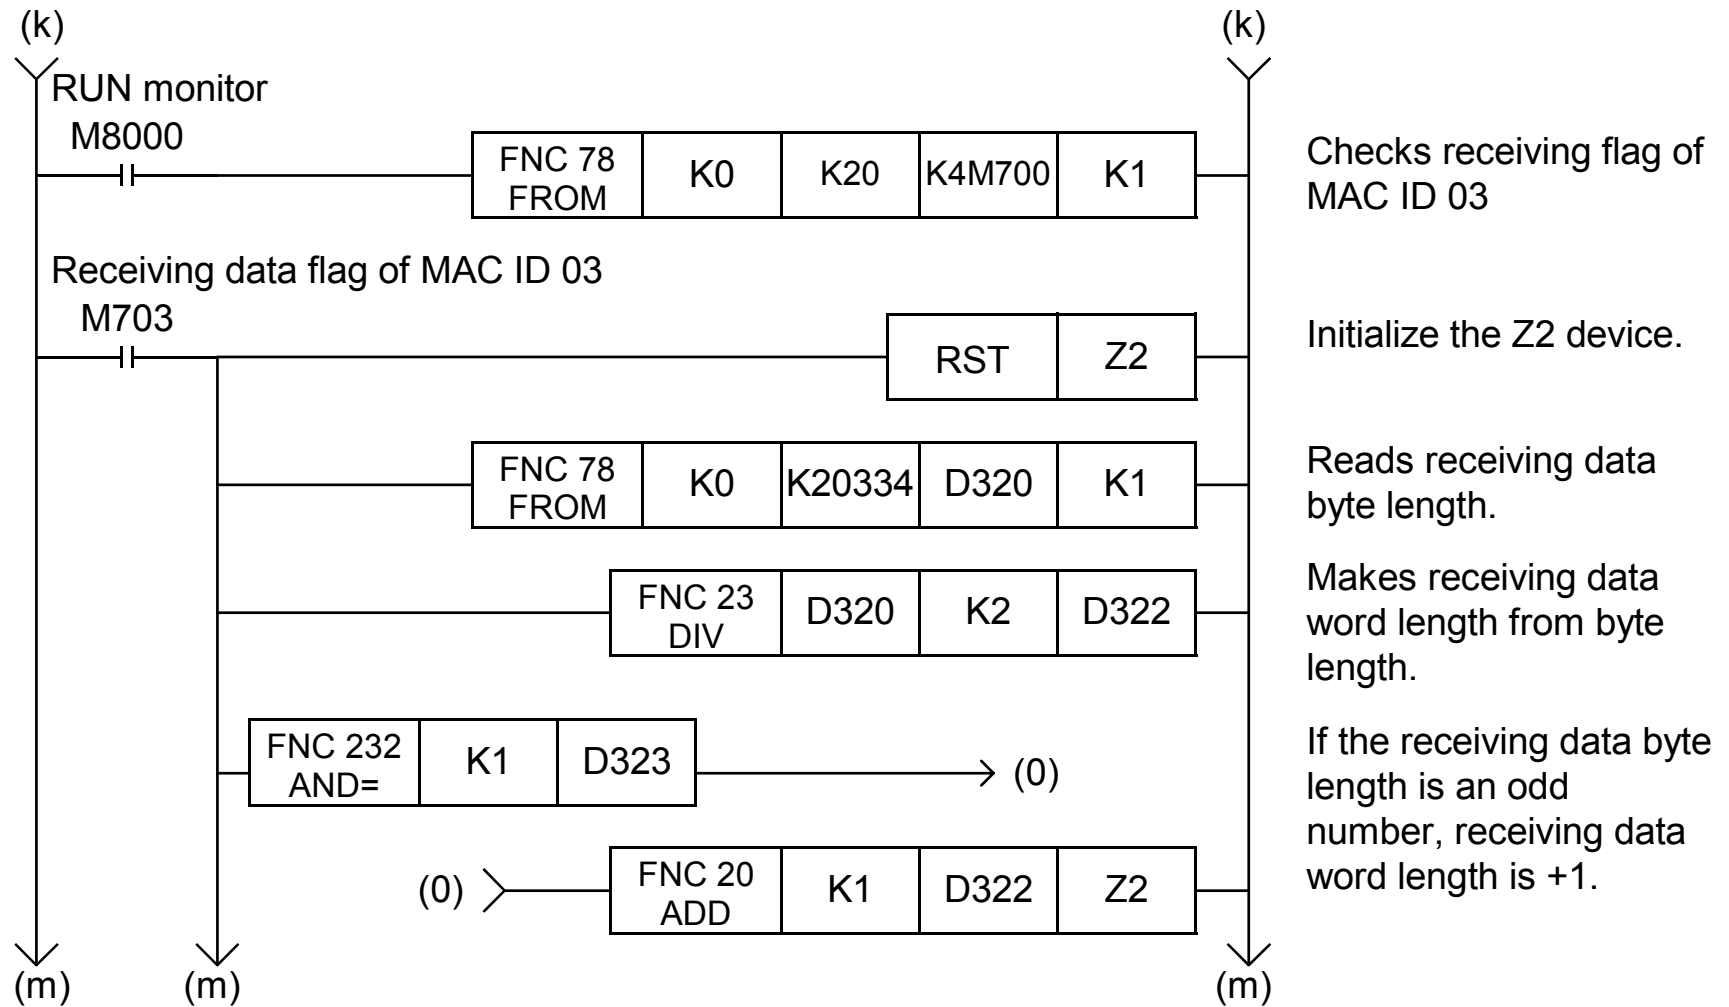 (k) (k)
RUN monitor
M8000
FNC 78
FROM
K0
K20
K4M700
K1
Checks receiving flag of
MAC ID 03
Receiving data flag of MAC ID 03
M703
RST
Z2
Initialize the Z2 device.
FNC 78
FROM
K0
K20334
D320
K1
Reads receiving data
byte length.
FNC 23
DIV
D320
K2
D322
Makes receiving data
word length from byte
length.
FNC 232
AND=
K1
D323
(0)
If the receiving data byte
length is an odd
number, receiving data
word length is +1.
(0)
FNC 20
ADD
K1
D322
Z2
(m) (m) (m)